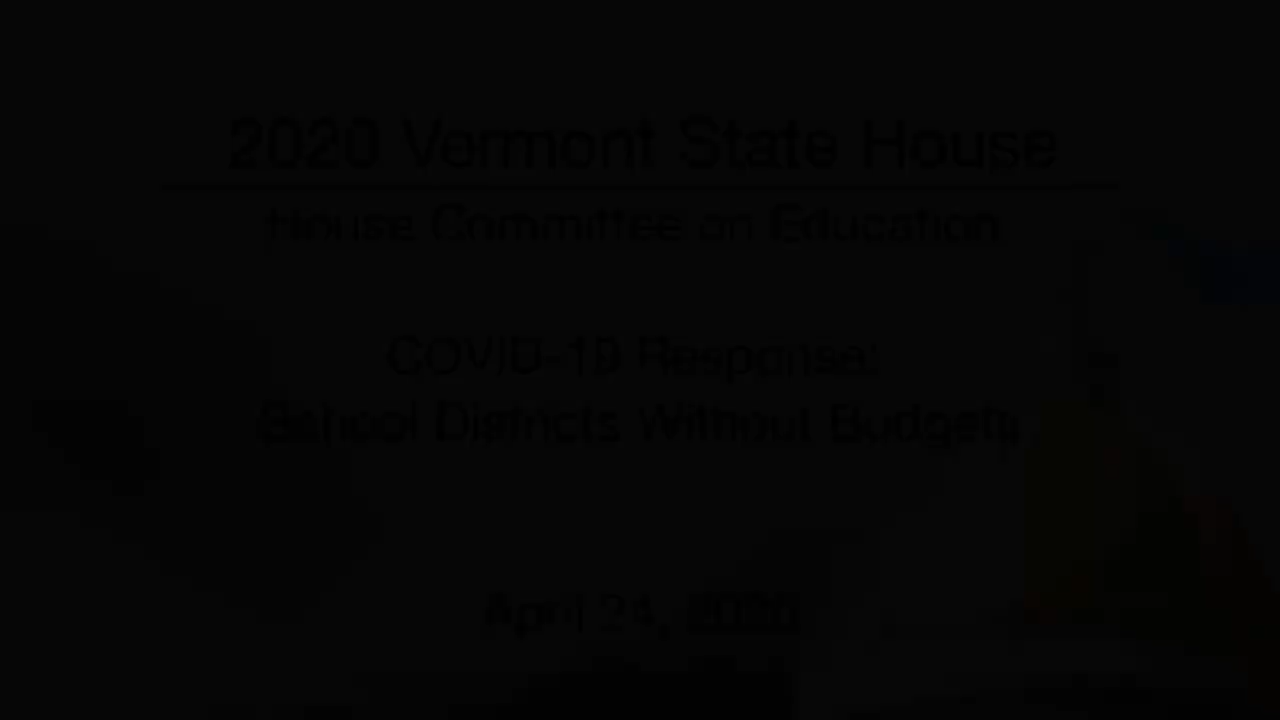 2020 Vermont State House
House Committee on Education
COVID-19 Response:
School Districts Without Budgets
April 24, 2020